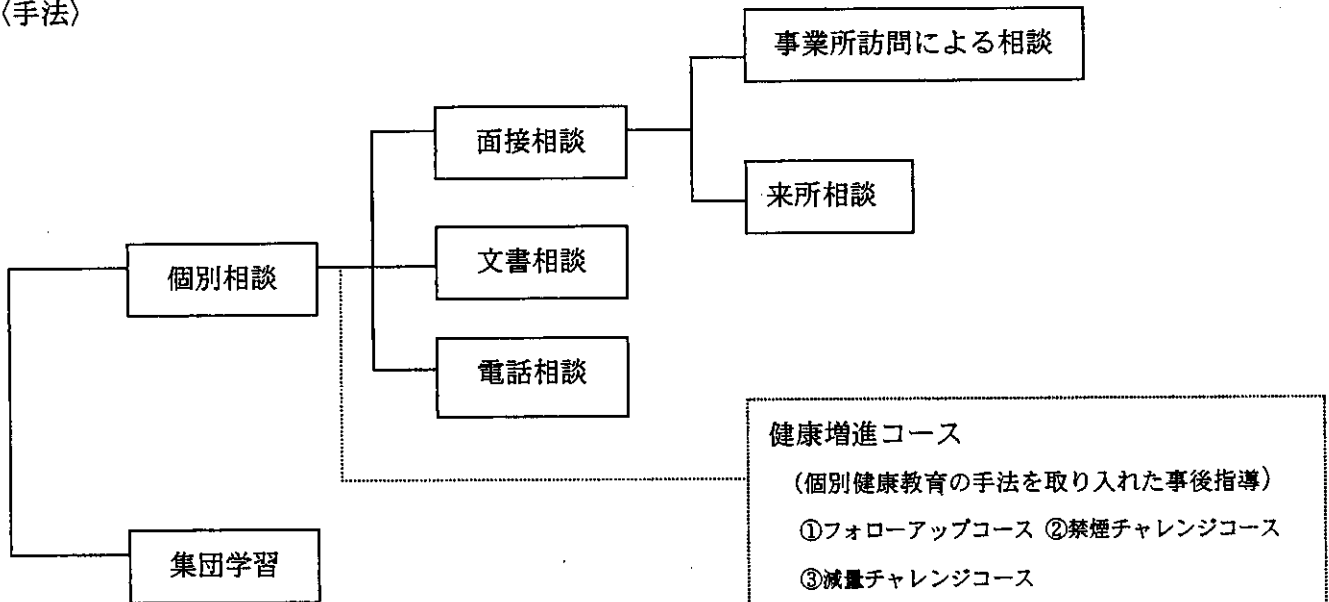 〈手法〉
事業所訪問による相談
面接相談
来所相談
個別相談
文書相談
電話相談
健康増進コース
(個別健康教育の手法を取り入れた事後指導)
①フォローアップコース ②禁煙チャレンジコース
③減量チャレンジコース
集団学習